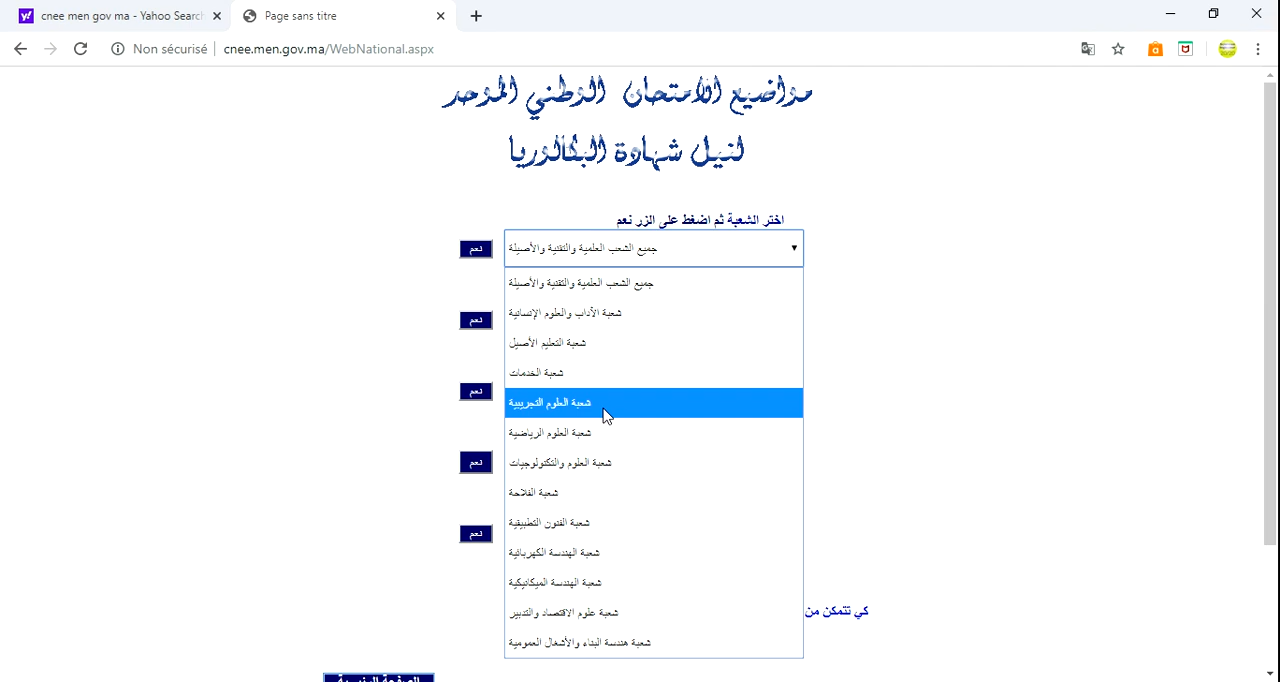 cnee men gov ma - Yahoo Search
Page sans titre
Non sécurisé
cnee.men.gov.ma/WebNational.aspx
مواضيع الامتحان الوطني الموحد
لنيل شهادة البكالوريا
اختر الشعبة ثم اضغط على الزر نعم
جميع الشعب العلمية والتقنية والأصيلة
نعم
جميع الشعب العلمية والتقنية والأصيلة
شعبة الآداب والعلوم الإنسانية
نعم
شعبة التعليم الأصيل
شعبة الخدمات
نعم
شعبة العلوم التجريبية
شعبة العلوم الرياضية
شعبة العلوم والتكنولوجيات
نعم
شعبة الفلاحة
شعبة الفنون التطبيقية
نعم
شعبة الهندسة الكهربائية
شعبة الهندسة الميكانيكية
شعبة علوم الاقتصاد والتدبير
كي تتمكن من
شعبة هندسة البناء والأشغال العمومية
الصفحة الرئيسية